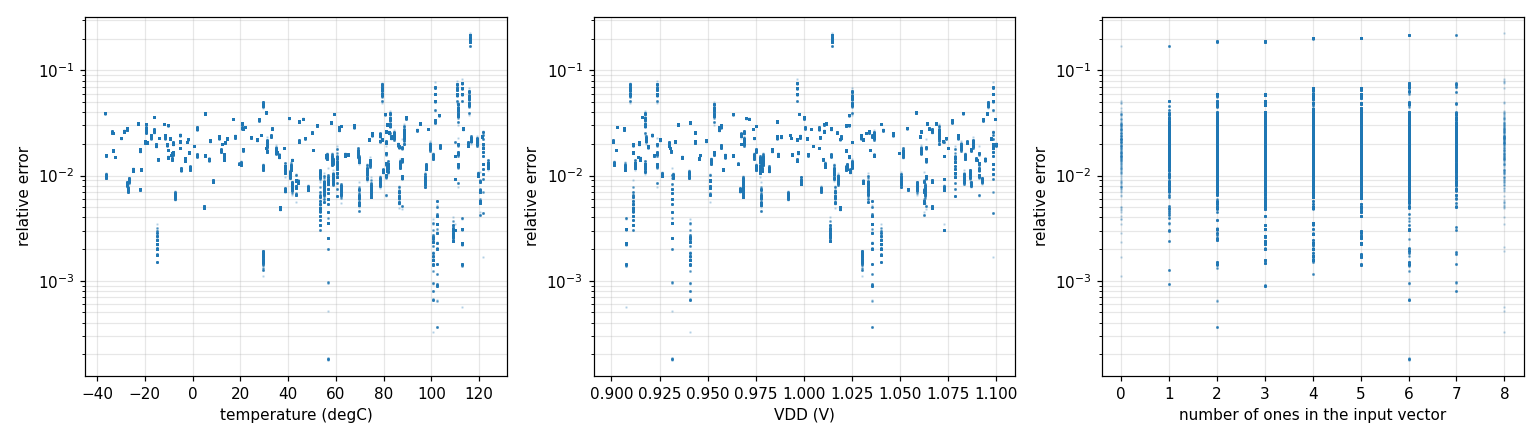 relative error
10⁻¹
10⁻²
10⁻³
−40 −20 0 20 40 60 80 100 120
temperature (degC)
relative error
10⁻¹
10⁻²
10⁻³
0.900 0.925 0.950 0.975 1.000 1.025 1.050 1.075 1.100
VDD (V)
relative error
10⁻¹
10⁻²
10⁻³
0 1 2 3 4 5 6 7 8
number of ones in the input vector